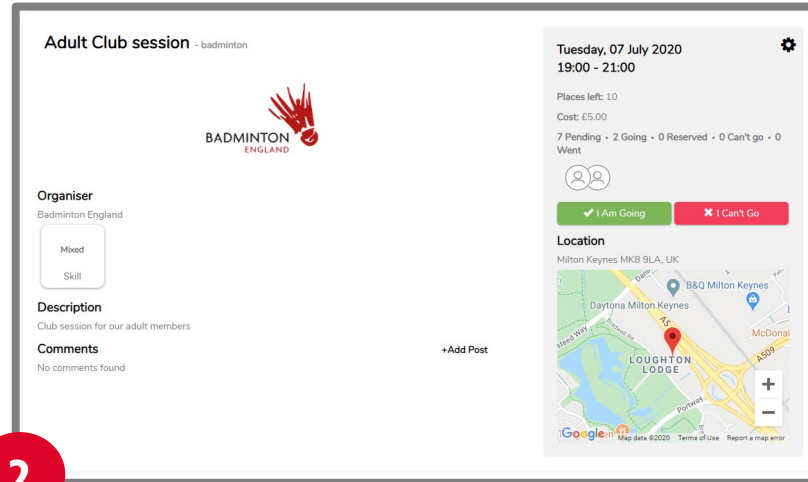 Adult Club session - badminton
BADMINTON
ENGLAND
Organiser
Badminton England
Mixed
Skill
Description
Club session for our adult members
Comments
+Add Post
No comments found
Tuesday, 07 July 2020
19:00 - 21:00
Places left: 10
Cost: £5.00
7 Pending • 2 Going • 0 Reserved • 0 Can't go • 0
Went
I Am Going
I Can't Go
Location
Milton Keynes MK8 9LA, UK
B&Q Milton Keynes
Daytona Milton Keynes
A5
Bradwell Rd
McDonal
LOUGHTON
LODGE
A509
Portway
+
−
Google
Map data ©2020 Terms of Use Report a map error
2